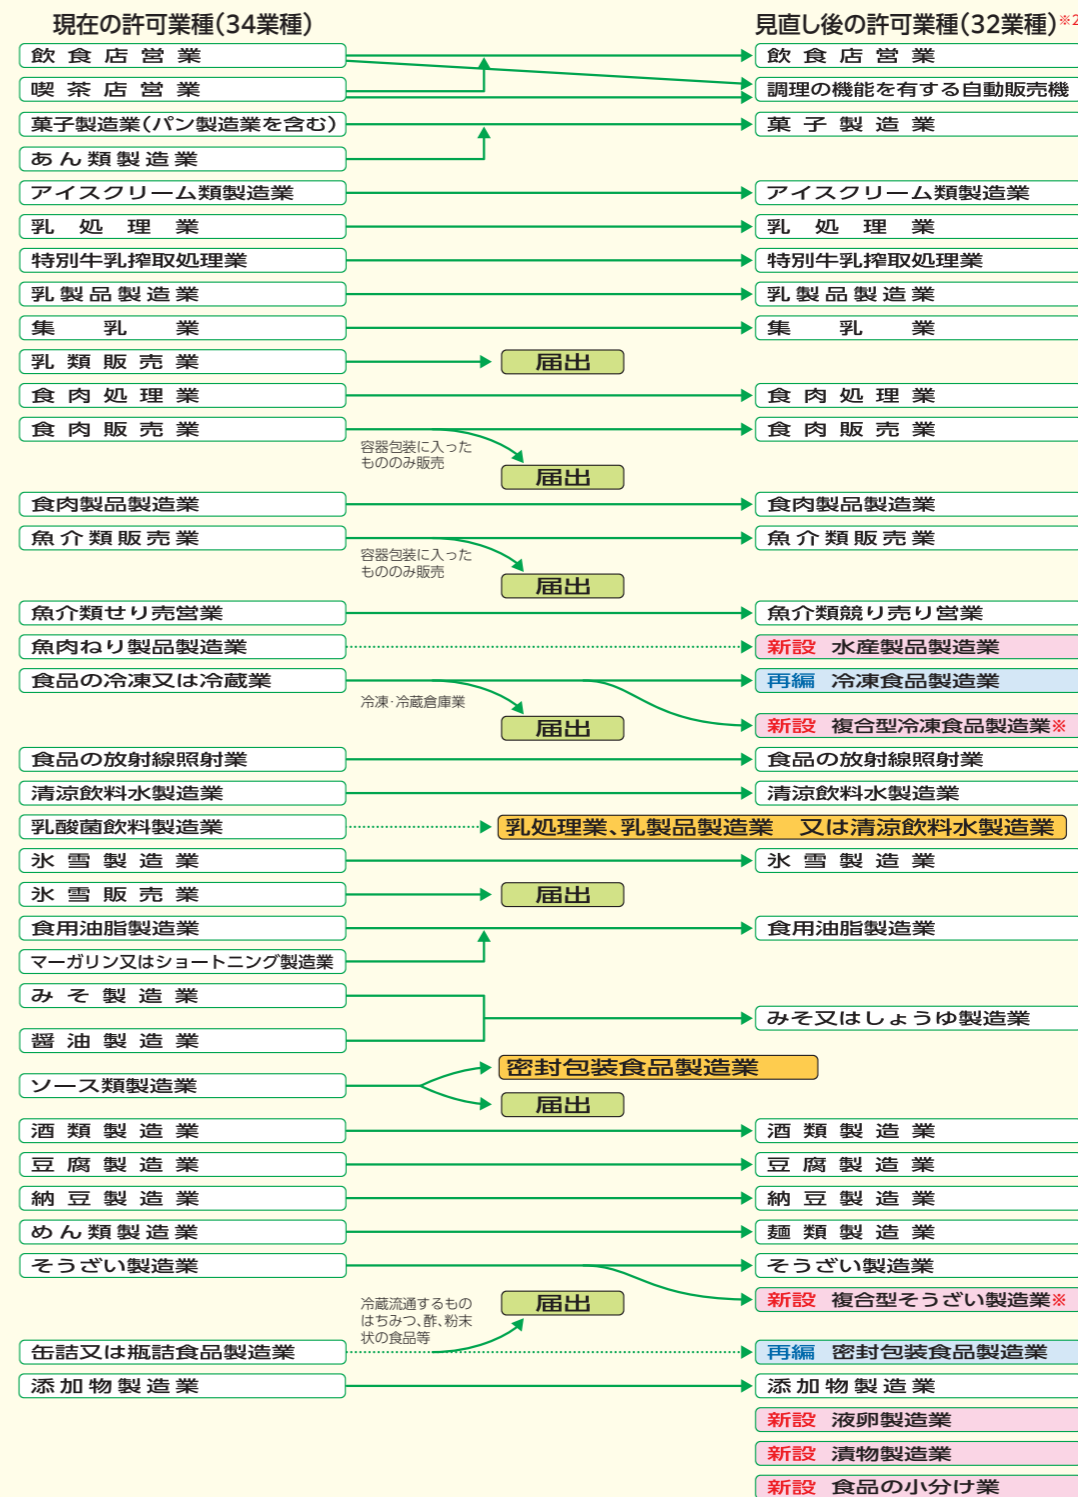 現在の許可業種(34業種)
見直し後の許可業種(32業種)※2
飲食店営業
飲食店営業
喫茶店営業
調理の機能を有する自動販売機
菓子製造業(パン製造業を含む)
菓子製造業
あん類製造業
アイスクリーム類製造業
アイスクリーム類製造業
乳処理業
乳処理業
特別牛乳搾取処理業
特別牛乳搾取処理業
乳製品製造業
乳製品製造業
集乳業
集乳業
乳類販売業
届出
食肉処理業
食肉処理業
食肉販売業
食肉販売業
容器包装に入った
もののみ販売
届出
食肉製品製造業
食肉製品製造業
魚介類販売業
魚介類販売業
容器包装に入った
もののみ販売
届出
魚介類せり売営業
魚介類競り売り営業
魚肉ねり製品製造業
新設 水産製品製造業
食品の冷凍又は冷蔵業
再編 冷凍食品製造業
冷凍・冷蔵倉庫業
届出
新設 複合型冷凍食品製造業※
食品の放射線照射業
食品の放射線照射業
清涼飲料水製造業
清涼飲料水製造業
乳酸菌飲料製造業
乳処理業、乳製品製造業 又は清涼飲料水製造業
氷雪製造業
氷雪製造業
氷雪販売業
届出
食用油脂製造業
食用油脂製造業
マーガリン又はショートニング製造業
みそ製造業
みそ又はしょうゆ製造業
醤油製造業
密封包装食品製造業
ソース類製造業
届出
酒類製造業
酒類製造業
豆腐製造業
豆腐製造業
納豆製造業
納豆製造業
めん類製造業
麺類製造業
そうざい製造業
そうざい製造業
新設 複合型そうざい製造業※
冷蔵流通するもの
はちみつ、酢、粉末
状の食品等
届出
缶詰又は瓶詰食品製造業
再編 密封包装食品製造業
添加物製造業
添加物製造業
新設 液卵製造業
新設 漬物製造業
新設 食品の小分け業